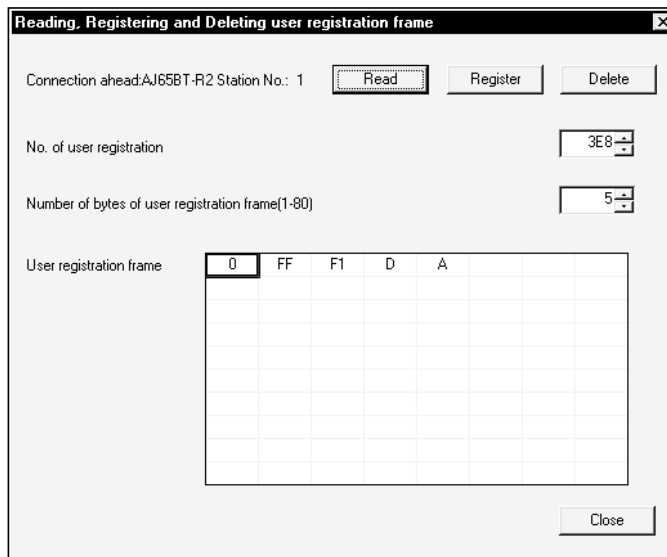 Reading, Registering and Deleting user registration frame
Connection ahead:AJ65BT-R2 Station No.: 1 Read Register Delete
No. of user registration 3E8
Number of bytes of user registration frame(1-80) 5
User registration frame 0 FF F1 D A
Close